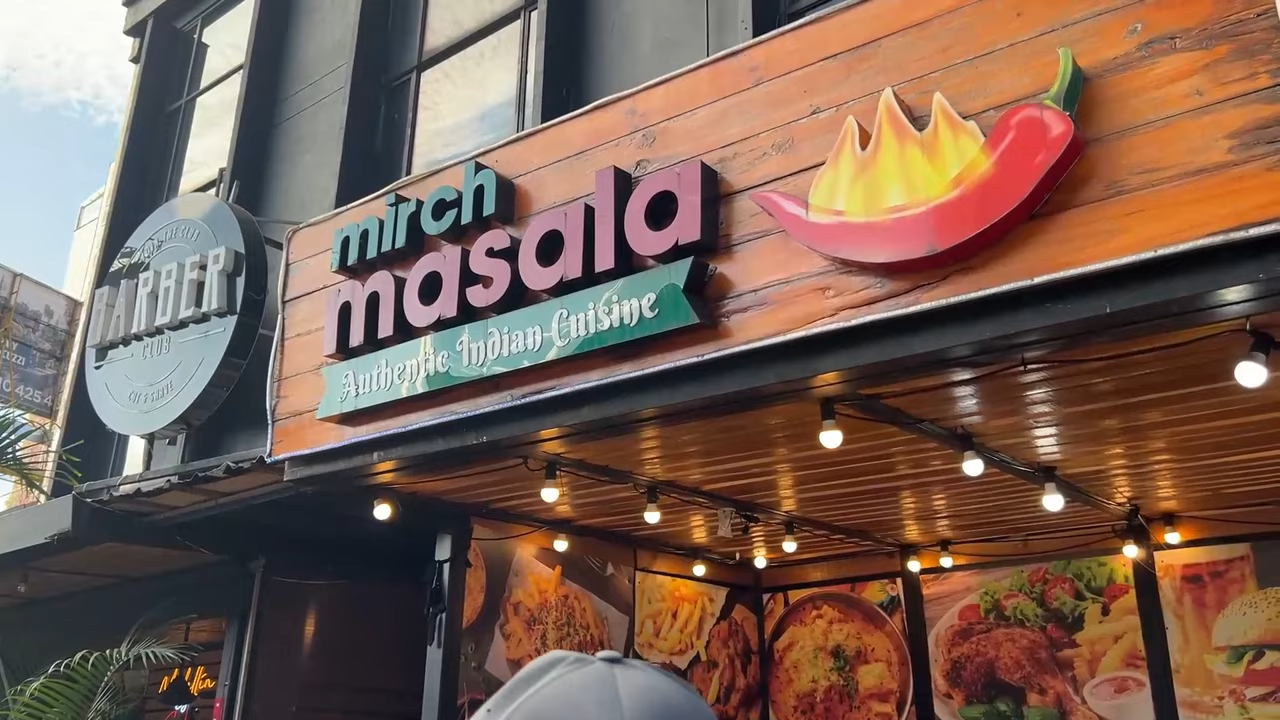 mirch
masala
Authentic Indian Cuisine
BARBER
CLUB
CUT & SHAVE